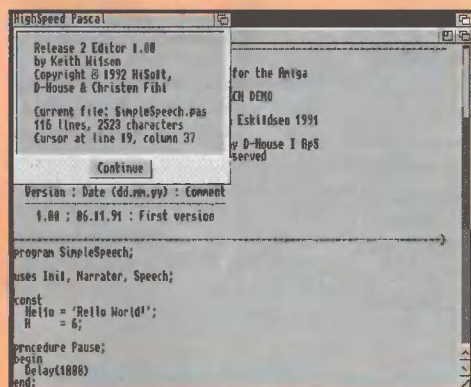 HighSpeed Pascal
Release 2 Editor 1.00
by Keith Wilson
Copyright © 1992 HiSoft,
D-House & Christen Fihl
Current file: SimpleSpeech.pas
116 lines, 2523 characters
Cursor at line 19, column 37
Continue
for the Amiga
CH DEMO
Eskildsen 1991
y D-House I ApS
served
Version : Date (dd.mm.yy) : Comment
1.00 : 06.11.91 : First version
}
program SimpleSpeech;
uses Init, Narrator, Speech;
const
Hello = 'Hello World!';
N = 6;
procedure Pause;
begin
Delay(1000)
end;